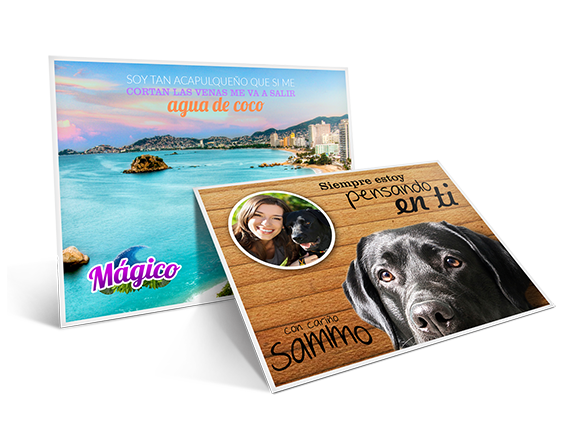 SOY TAN ACAPULQUEÑO QUE SI ME
CORTAN LAS VENAS ME VA A SALIR
agua de coco
Mágico
Siempre estoy
pensando
en ti
con cariño
sammo